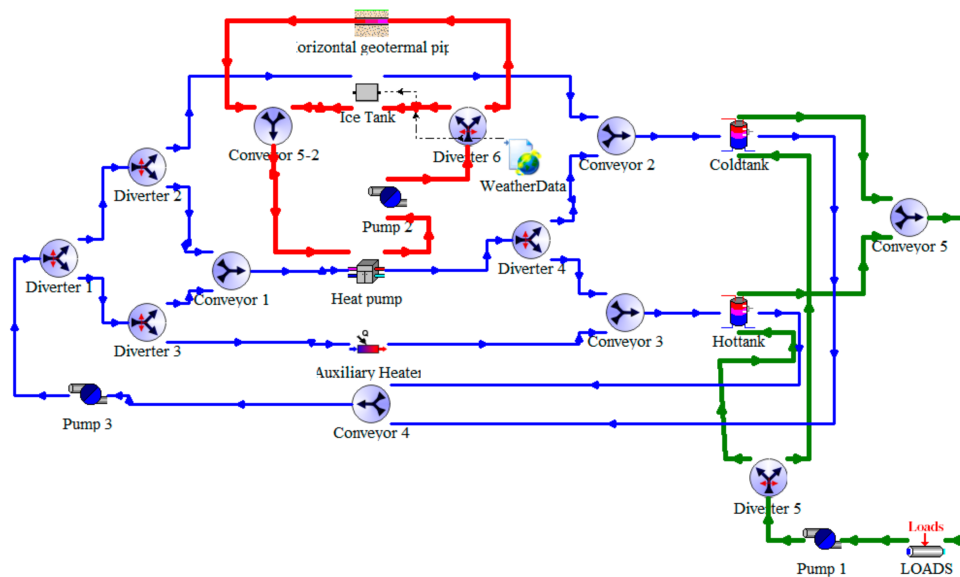 orizontal geotermal pip
Ice Tank
Conveyor 5-2
Diverter 6
WeatherData
Conveyor 2
Coldtank
Diverter 2
Pump 2
Conveyor 5
Diverter 1
Conveyor 1
Heat pump
Diverter 4
Diverter 3
Conveyor 3
Hottank
Q
Auxiliary Heater
Pump 3
Conveyor 4
Diverter 5
Loads
Pump 1
LOADS